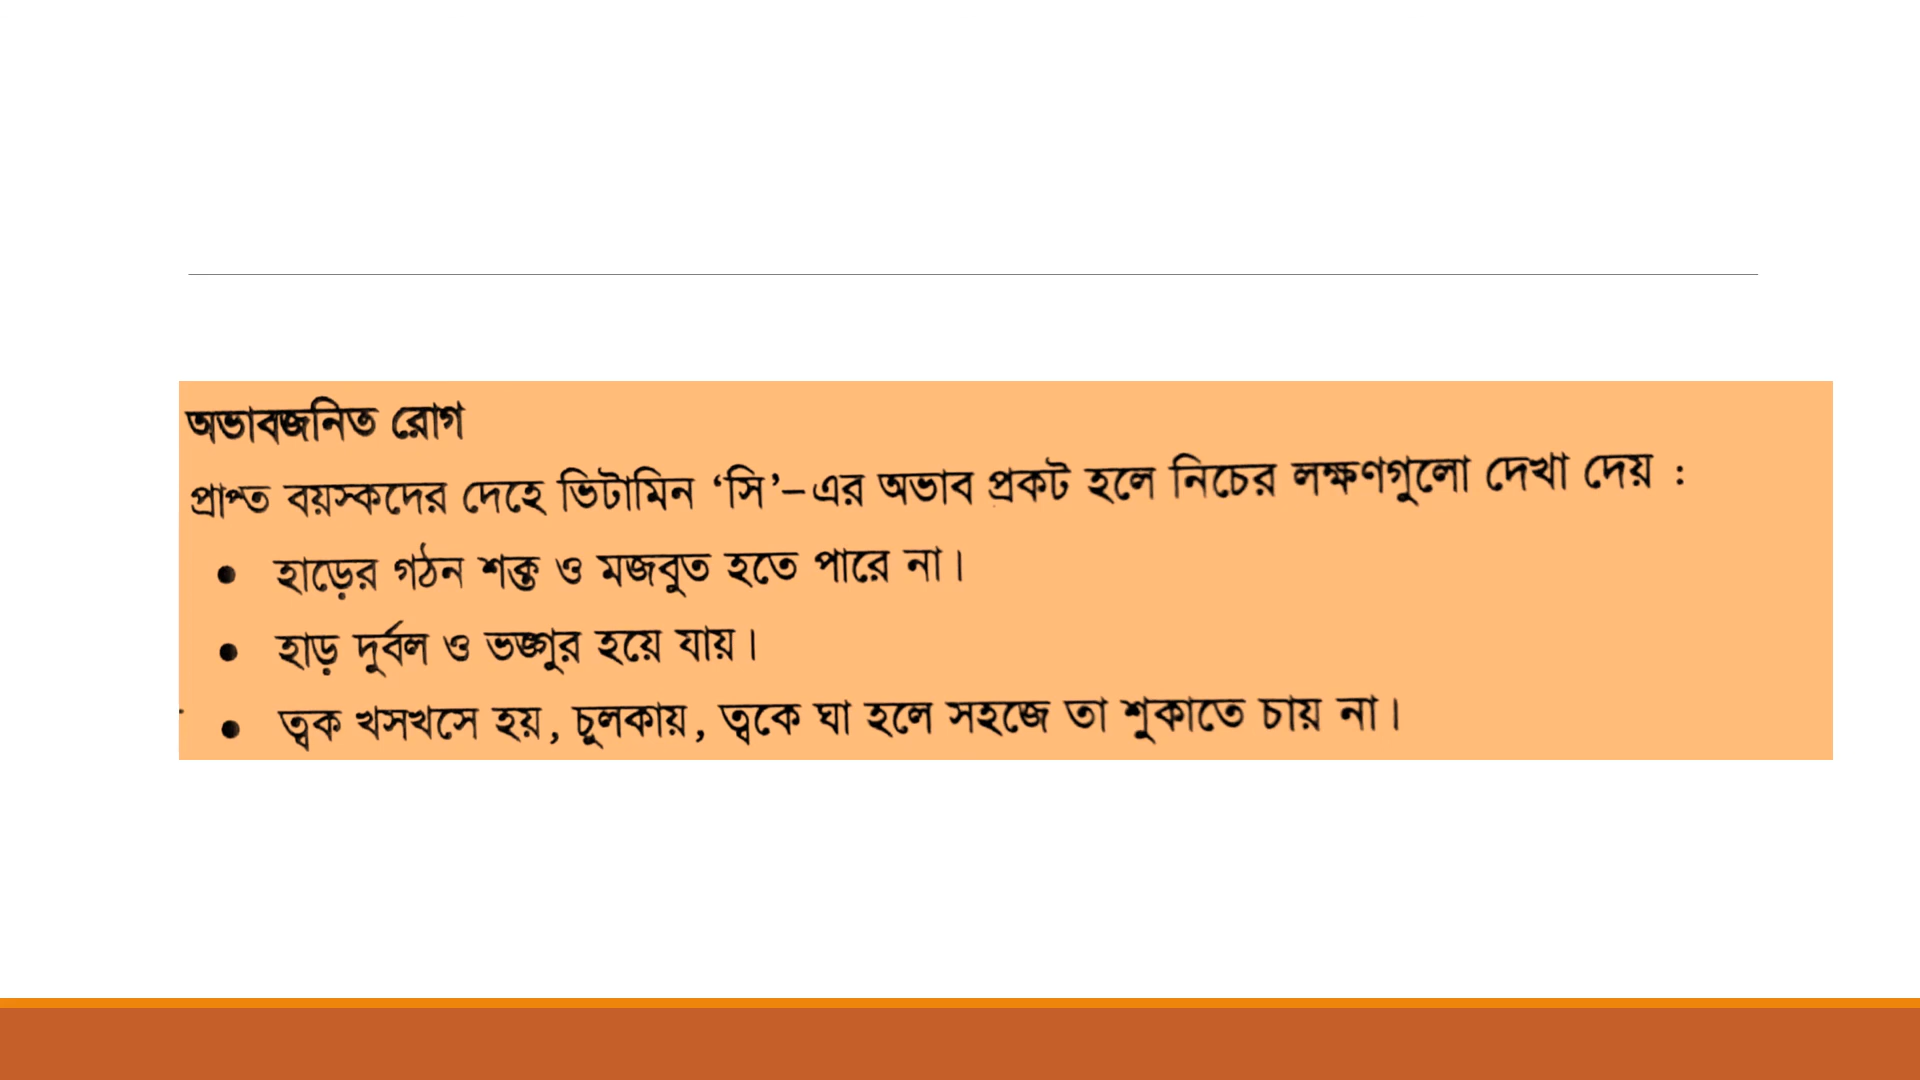 অভাবজনিত রোগ
প্রাপ্ত বয়স্কদের দেহে ভিটামিন ‘সি’–এর অভাব প্রকট হলে নিচের লক্ষণগুলো দেখা দেয় :
• হাড়ের গঠন শক্ত ও মজবুত হতে পারে না।
• হাড় দুর্বল ও ভঙ্গুর হয়ে যায়।
• ত্বক খসখসে হয়, চুলকায়, ত্বকে ঘা হলে সহজে তা শুকাতে চায় না।